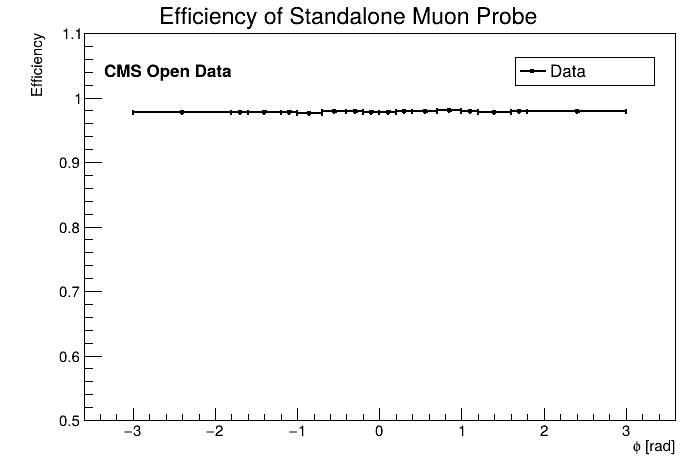 Efficiency of Standalone Muon Probe
Efficiency
1.1
CMS Open Data
Data
1
0.9
0.8
0.7
0.6
0.5
−3 −2 −1 0 1 2 3
ϕ [rad]